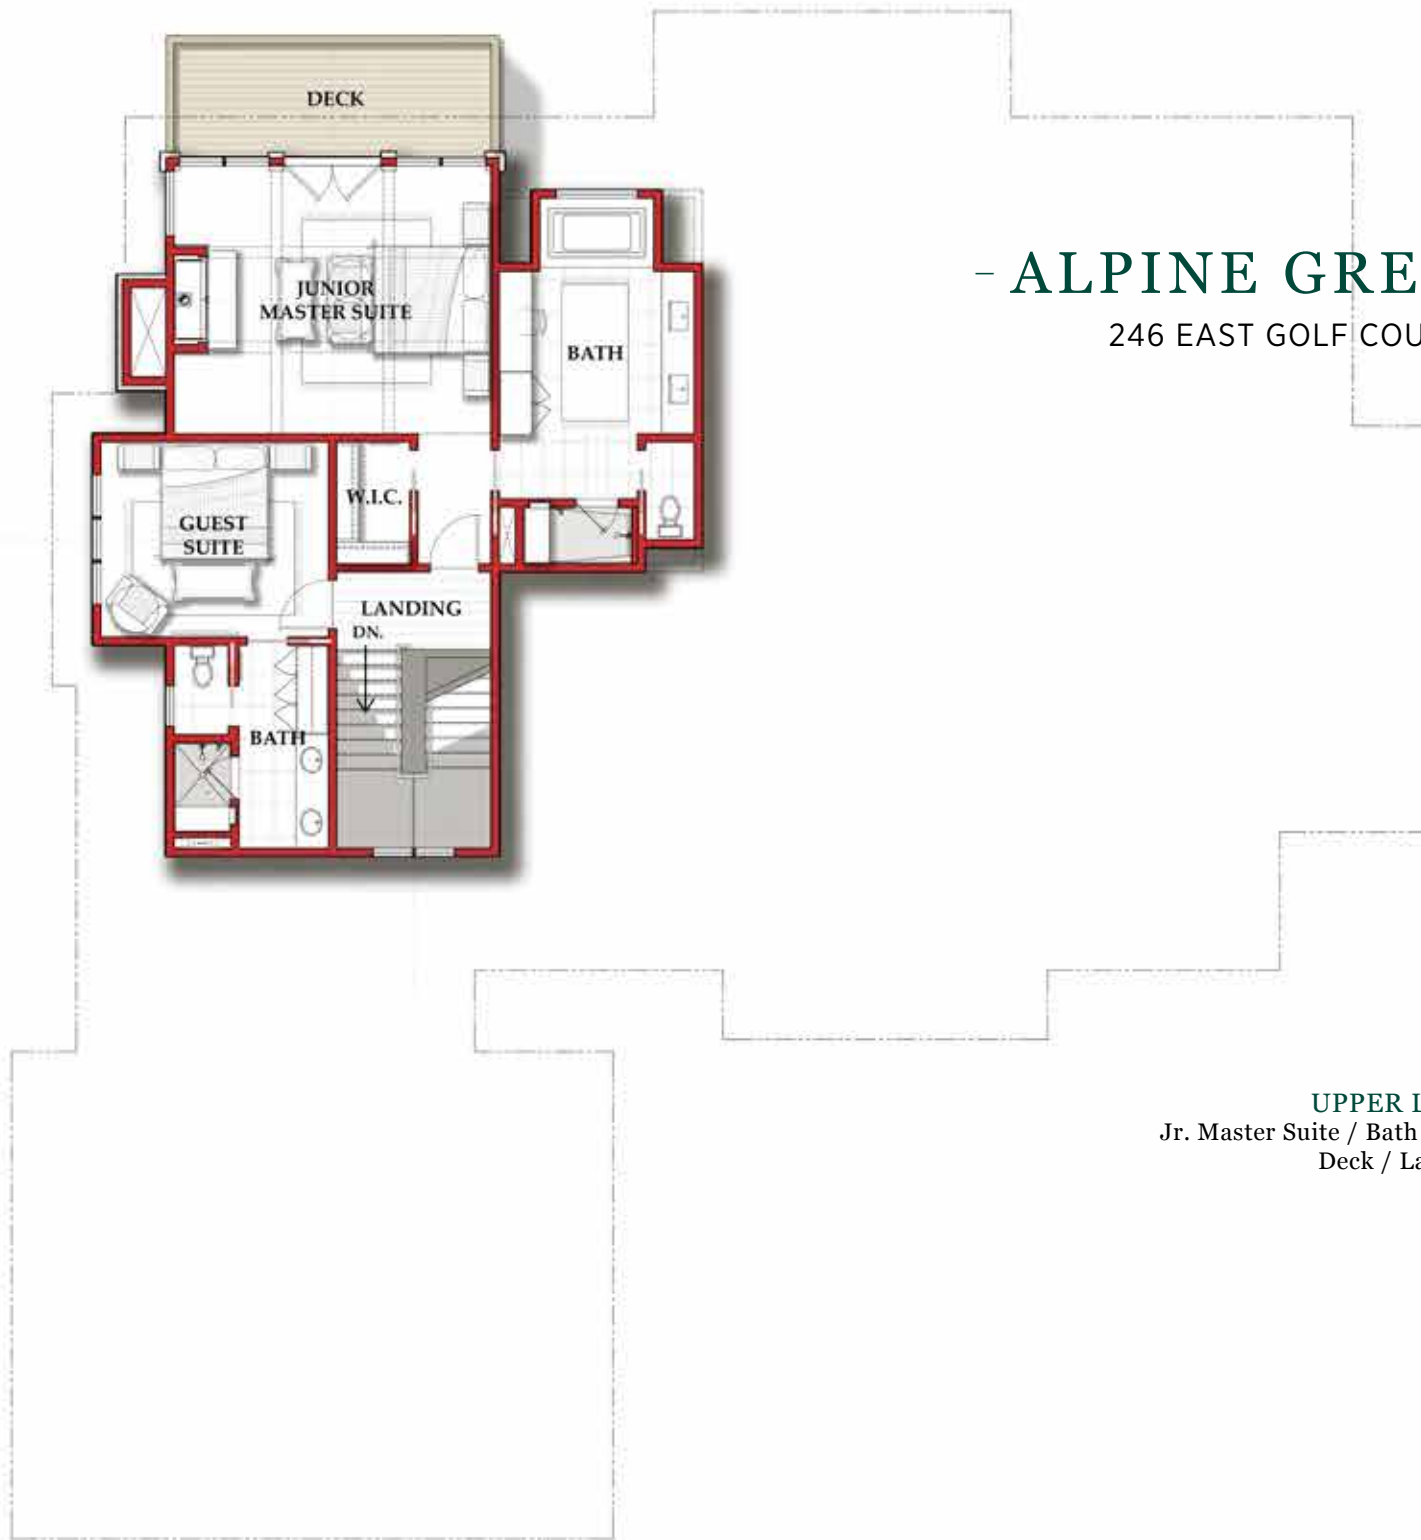 DECK
- ALPINE GRE
246 EAST GOLF COU
JUNIOR
MASTER SUITE
BATH
W.I.C.
GUEST
SUITE
LANDING
DN.
BATH
UPPER L
Jr. Master Suite / Bath
Deck / La